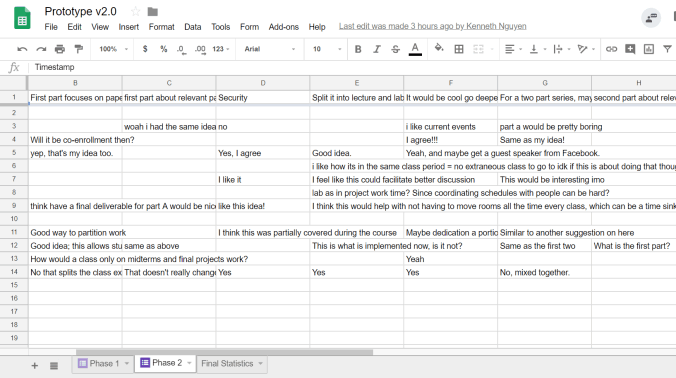 Prototype v2.0
File Edit View Insert Format Data Tools Form Add-ons Help Last edit was made 3 hours ago by Kenneth Nguyen
100% $ % .0 .00 123 Arial 10 B I S A
fx Timestamp
B C D E F G H
1 First part focuses on pape first part about relevant pa Security Split it into lecture and lab It would be cool go deepe For a two part series, may second part about relev
2
3 woah i had the same idea no i like current events part a would be pretty boring
4 Will it be co-enrollment then? I agree!!! Same as my idea!
5 yep, that's my idea too. Yes, I agree Good idea. Yeah, and maybe get a guest speaker from Facebook.
6 i like how its in the same class period = no extraneous class to go to idk if this is about doing that thoug
7 I like it I feel like this could facilitate better discussion This would be interesting imo
8 lab as in project work time? Since coordinating schedules with people can be hard?
9 think have a final deliverable for part A would be nic like this idea! I think this would help with not having to move rooms all the time every class, which can be a time sink
10
11 Good way to partition work I think this was partially covered during the course Maybe dedication a portio Similar to another suggestion on here
12 Good idea; this allows stu same as above This is what is implemented now, is it not? Same as the first two What is the first part?
13 How would a class only on midterms and final projects work? Yeah
14 No that splits the class ex That doesn't really change Yes Yes Yes No, mixed together.
15
16
17
18
19
Phase 1 Phase 2 Final Statistics